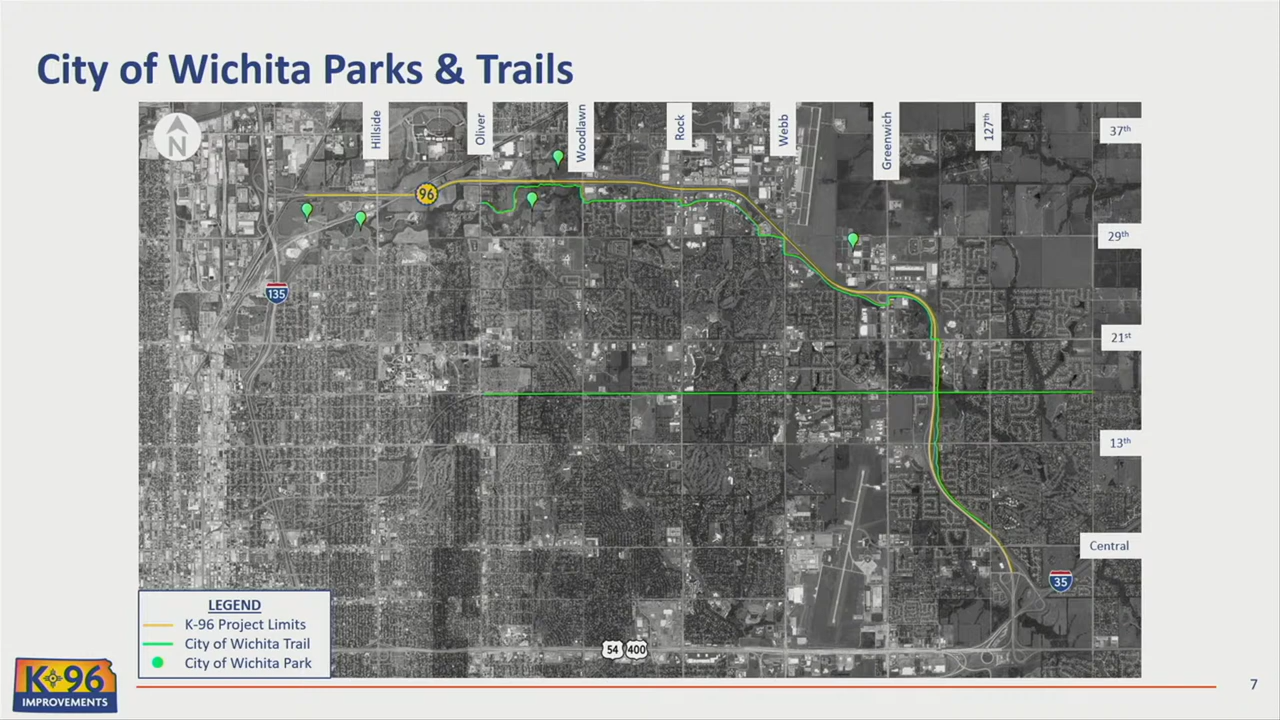 City of Wichita Parks & Trails
N
Hillside
Oliver
Woodlawn
Rock
Webb
Greenwich
127th
37th
96
29th
135
21st
13th
Central
35
54 400
LEGEND
K-96 Project Limits
City of Wichita Trail
City of Wichita Park
K 96
IMPROVEMENTS
7